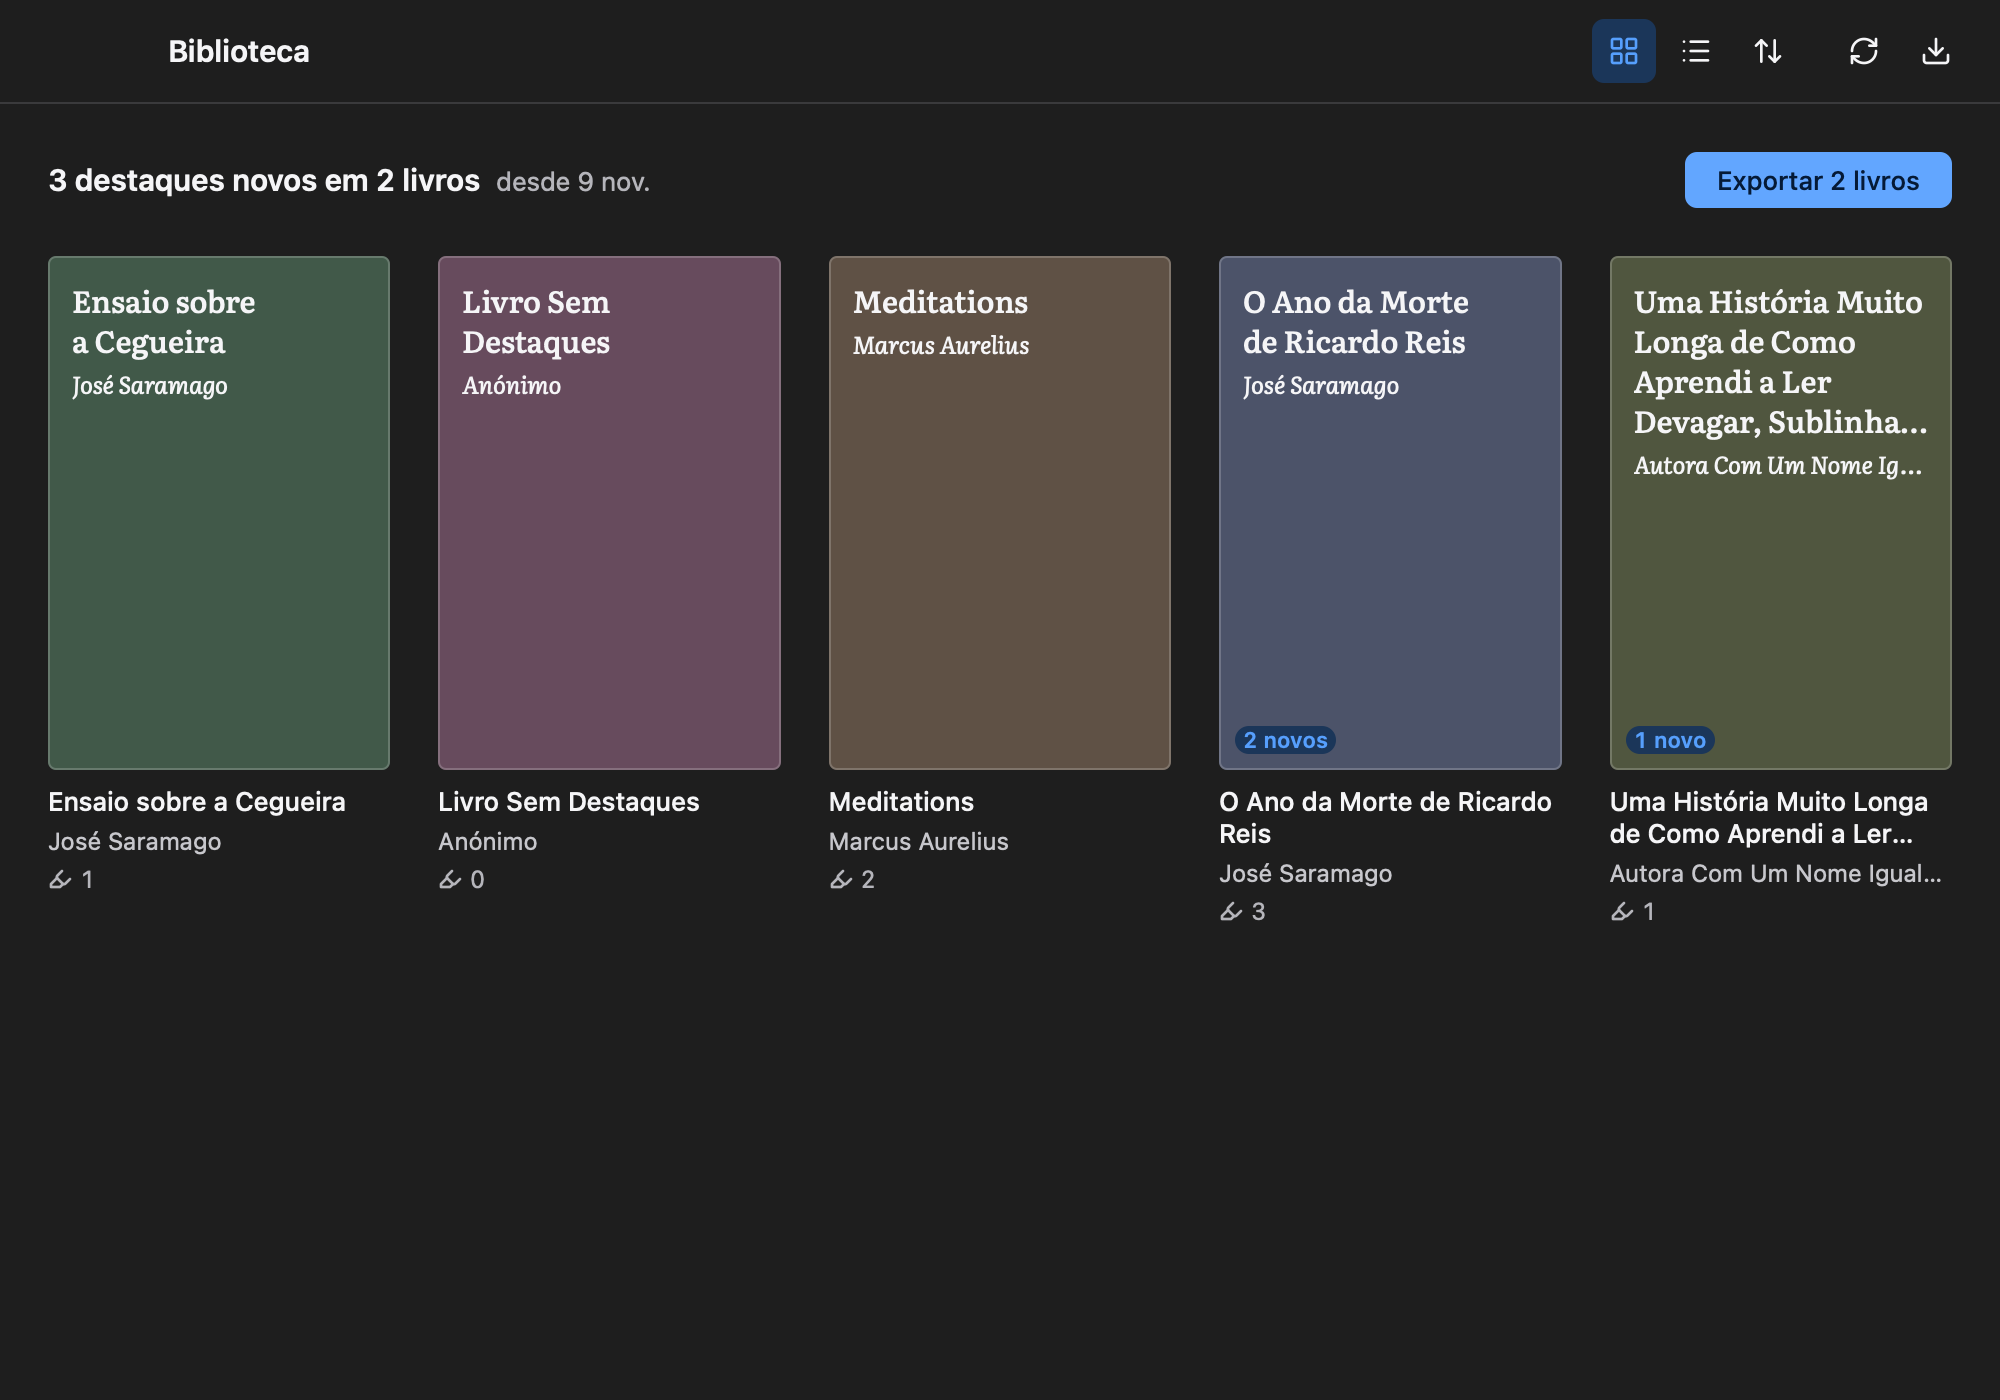 Biblioteca
3 destaques novos em 2 livros desde 9 nov.
Exportar 2 livros
Ensaio sobre
a Cegueira
José Saramago
Livro Sem
Destaques
Anónimo
Meditations
Marcus Aurelius
O Ano da Morte
de Ricardo Reis
José Saramago
2 novos
Uma História Muito
Longa de Como
Aprendi a Ler
Devagar, Sublinha…
Autora Com Um Nome Ig…
1 novo
Ensaio sobre a Cegueira
José Saramago
1
Livro Sem Destaques
Anónimo
0
Meditations
Marcus Aurelius
2
O Ano da Morte de Ricardo
Reis
José Saramago
3
Uma História Muito Longa
de Como Aprendi a Ler…
Autora Com Um Nome Igual…
1